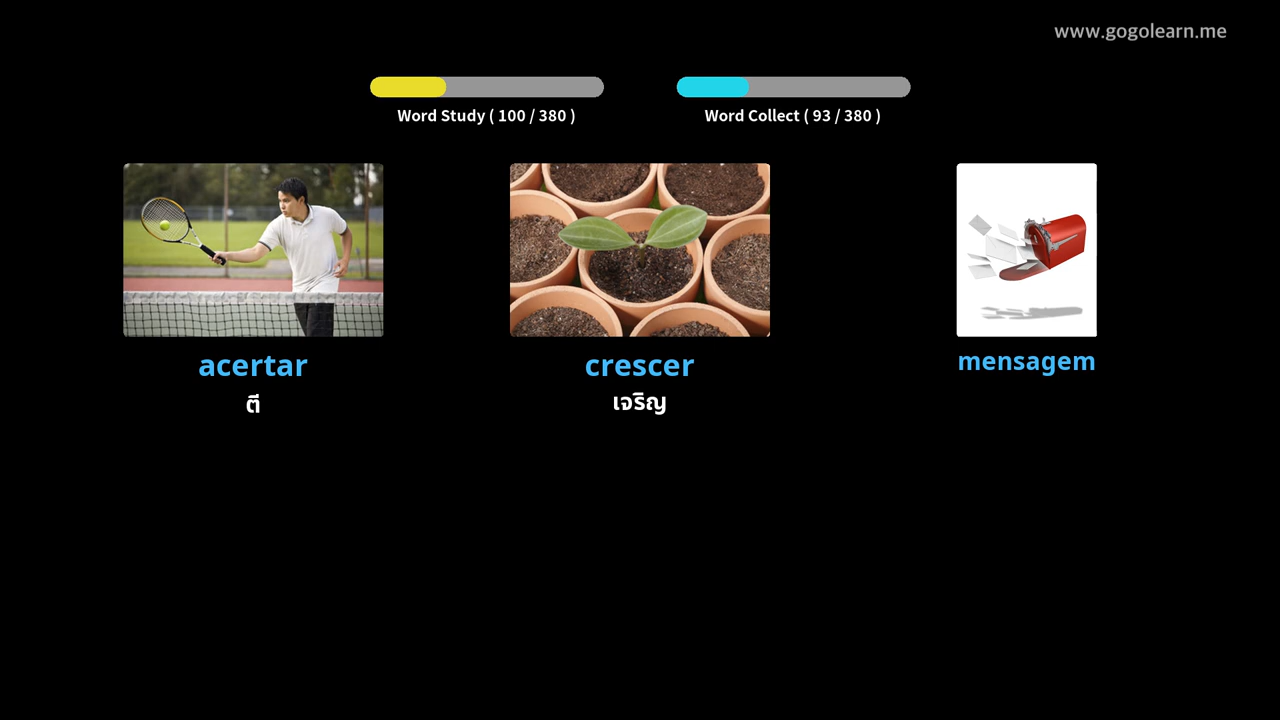 www.gogolearn.me
Word Study ( 100 / 380 )
Word Collect ( 93 / 380 )
acertar
ตี
crescer
เจริญ
mensagem